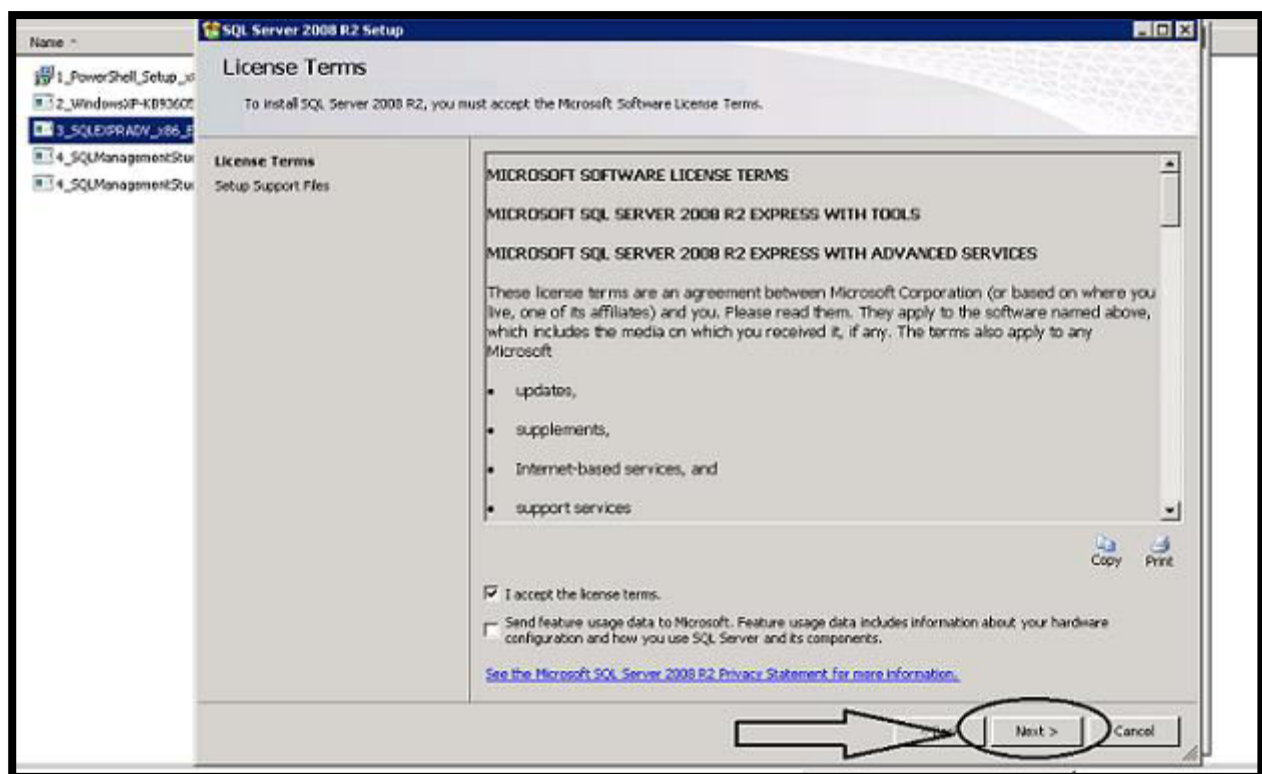 SQL Server 2008 R2 Setup
Name
1_PowerShell_Setup_
2_WindowsXP-KB9360
3_SQLEXPRADV_x86_E
4_SQLManagementStu
4_SQLManagementStu
License Terms
To install SQL Server 2008 R2, you must accept the Microsoft Software License Terms.
License Terms
Setup Support Files
MICROSOFT SOFTWARE LICENSE TERMS
MICROSOFT SQL SERVER 2008 R2 EXPRESS WITH TOOLS
MICROSOFT SQL SERVER 2008 R2 EXPRESS WITH ADVANCED SERVICES
These license terms are an agreement between Microsoft Corporation (or based on where you
live, one of its affiliates) and you. Please read them. They apply to the software named above,
which includes the media on which you received it, if any. The terms also apply to any
Microsoft
• updates,
• supplements,
• Internet-based services, and
• support services
Copy Print
I accept the license terms.
Send feature usage data to Microsoft. Feature usage data includes information about your hardware
configuration and how you use SQL Server and its components.
See the Microsoft SQL Server 2008 R2 Privacy Statement for more information.
Next > Cancel